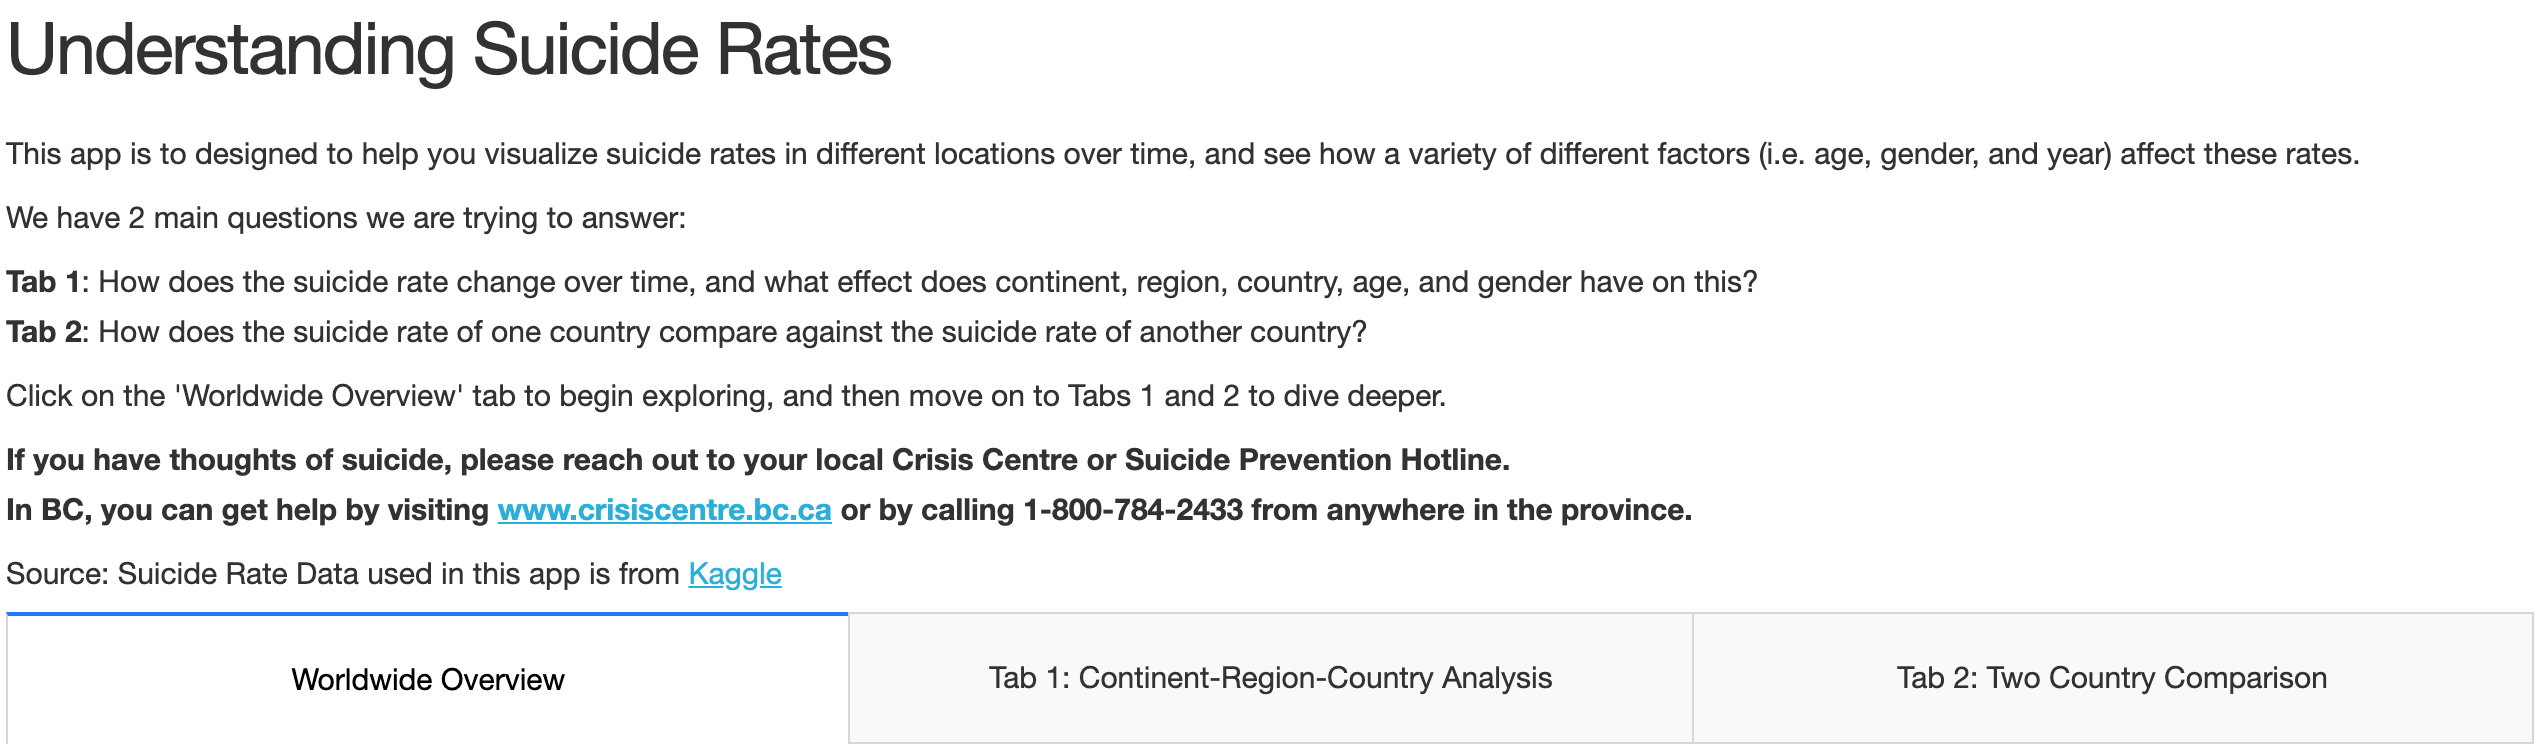 Understanding Suicide Rates
This app is to designed to help you visualize suicide rates in different locations over time, and see how a variety of different factors (i.e. age, gender, and year) affect these rates.
We have 2 main questions we are trying to answer:
Tab 1: How does the suicide rate change over time, and what effect does continent, region, country, age, and gender have on this?
Tab 2: How does the suicide rate of one country compare against the suicide rate of another country?
Click on the 'Worldwide Overview' tab to begin exploring, and then move on to Tabs 1 and 2 to dive deeper.
If you have thoughts of suicide, please reach out to your local Crisis Centre or Suicide Prevention Hotline.
In BC, you can get help by visiting www.crisiscentre.bc.ca or by calling 1-800-784-2433 from anywhere in the province.
Source: Suicide Rate Data used in this app is from Kaggle
Worldwide Overview
Tab 1: Continent-Region-Country Analysis
Tab 2: Two Country Comparison